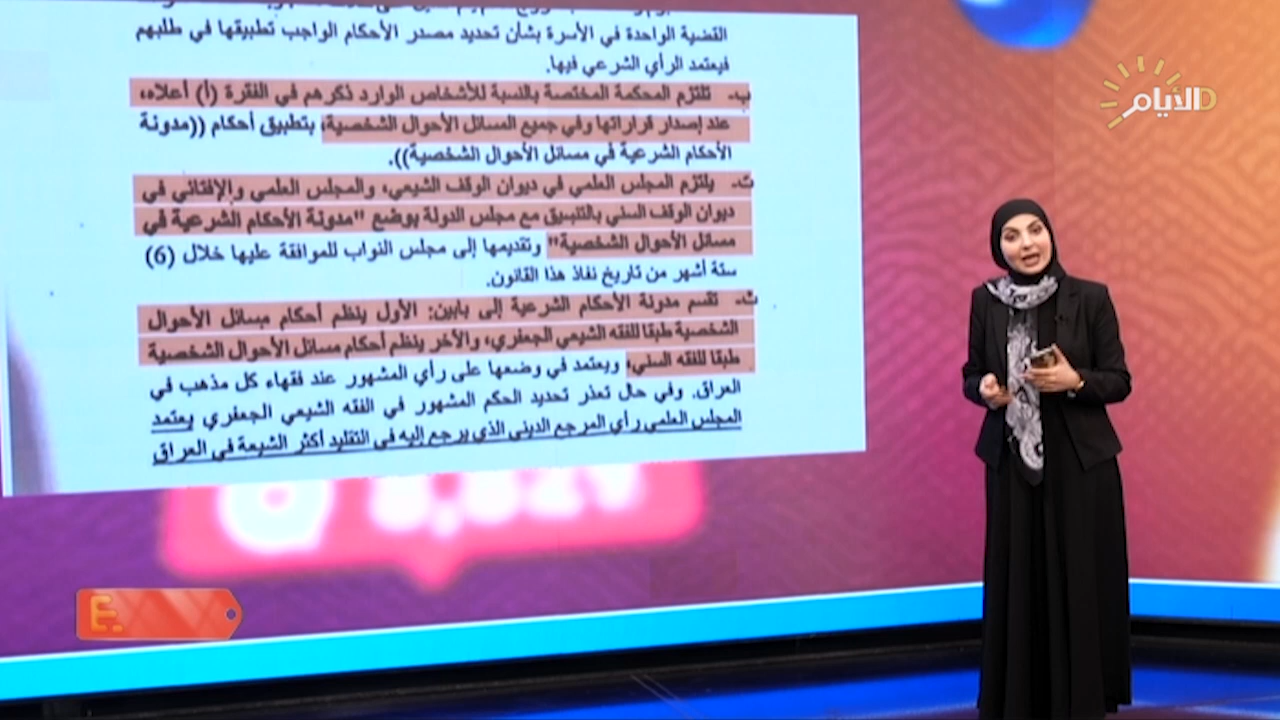 القضية الواحدة في الأسرة بشأن تحديد مصدر الأحكام الواجب تطبيقها في طلبهم
فيعتمد الرأي الشرعي فيها.
ب- تلتزم المحكمة المختصة بالنسبة للأشخاص الوارد ذكرهم في الفقرة (أ) أعلاه،
عند إصدار قراراتها وفي جميع المسائل الأحوال الشخصية، بتطبيق أحكام ((مدونة
الأحكام الشرعية في مسائل الأحوال الشخصية)).
ت- يلتزم المجلس العلمي في ديوان الوقف الشيعي، والمجلس العلمي والإفتائي في
ديوان الوقف السني بالتنسيق مع مجلس الدولة بوضع "مدونة الأحكام الشرعية في
مسائل الأحوال الشخصية" وتقديمها إلى مجلس النواب للموافقة عليها خلال (6)
ستة أشهر من تاريخ نفاذ هذا القانون.
ث- تقسم مدونة الأحكام الشرعية إلى بابين: الأول ينظم أحكام مسائل الأحوال
الشخصية طبقا للفقه الشيعي الجعفري، والآخر ينظم أحكام مسائل الأحوال الشخصية
طبقا للفقه السني، ويعتمد في وضعها على رأي المشهور عند فقهاء كل مذهب في
العراق. وفي حال تعذر تحديد الحكم المشهور في الفقه الشيعي الجعفري يعتمد
المجلس العلمي رأي المرجع الديني الذي يرجع إليه في التقليد أكثر الشيعة في العراق
الأيام
E.